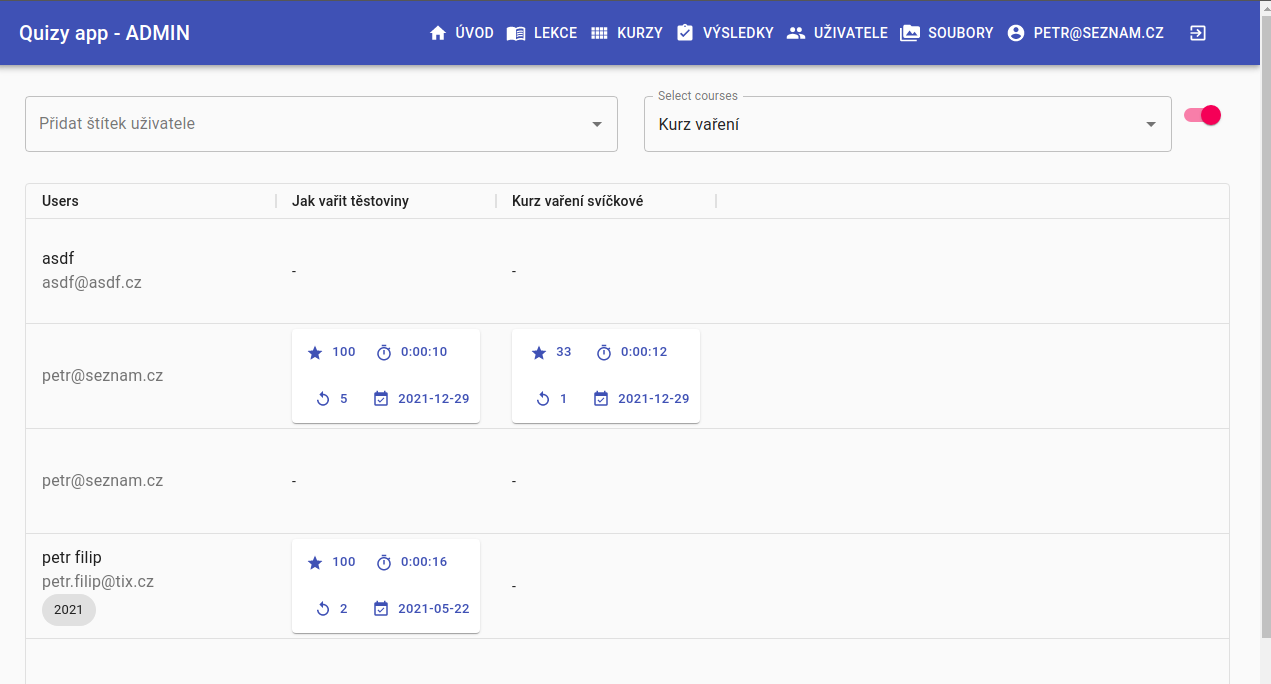 Quizy app - ADMIN
ÚVOD LEKCE KURZY VÝSLEDKY UŽIVATELE SOUBORY PETR@SEZNAM.CZ
Přidat štítek uživatele
Select courses
Kurz vaření
Users Jak vařit těstoviny Kurz vaření svíčkové
asdf
asdf@asdf.cz
- -
petr@seznam.cz
100 0:00:10
5 2021-12-29
33 0:00:12
1 2021-12-29
petr@seznam.cz
- -
petr filip
petr.filip@tix.cz
2021
100 0:00:16
2 2021-05-22
-